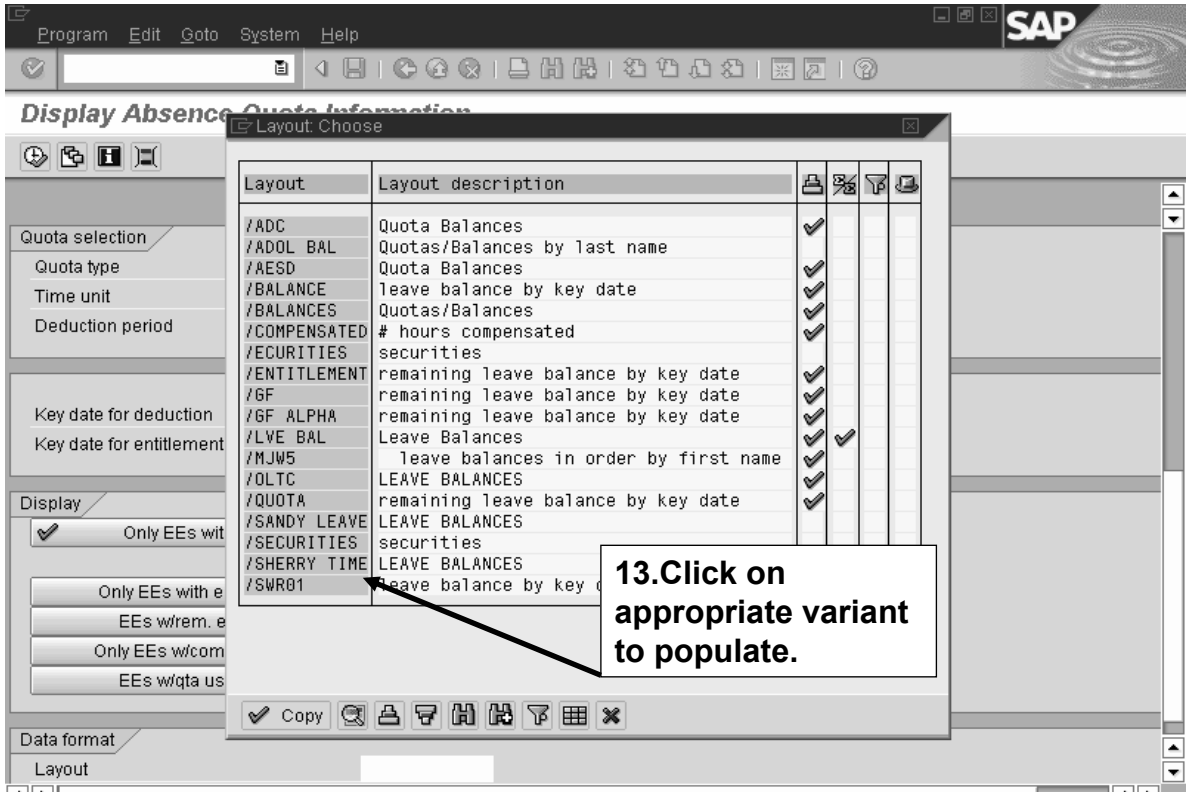 Program Edit Goto System Help
SAP
Display Absence Quota Information
Layout: Choose
Layout Layout description
/ADC Quota Balances
/ADOL BAL Quotas/Balances by last name
/AESD Quota Balances
/BALANCE leave balance by key date
/BALANCES Quotas/Balances
/COMPENSATED # hours compensated
/ECURITIES securities
/ENTITLEMENT remaining leave balance by key date
/GF remaining leave balance by key date
/GF ALPHA remaining leave balance by key date
/LVE BAL Leave Balances
/MJW5 leave balances in order by first name
/OLTC LEAVE BALANCES
/QUOTA remaining leave balance by key date
/SANDY LEAVE LEAVE BALANCES
/SECURITIES securities
/SHERRY TIME LEAVE BALANCES
/SWR01 leave balance by key
Copy
Quota selection
Quota type
Time unit
Deduction period
Key date for deduction
Key date for entitlement
Display
Only EEs wit
Only EEs with e
EEs w/rem. e
Only EEs w/com
EEs w/qta us
Data format
Layout
13.Click on
appropriate variant
to populate.